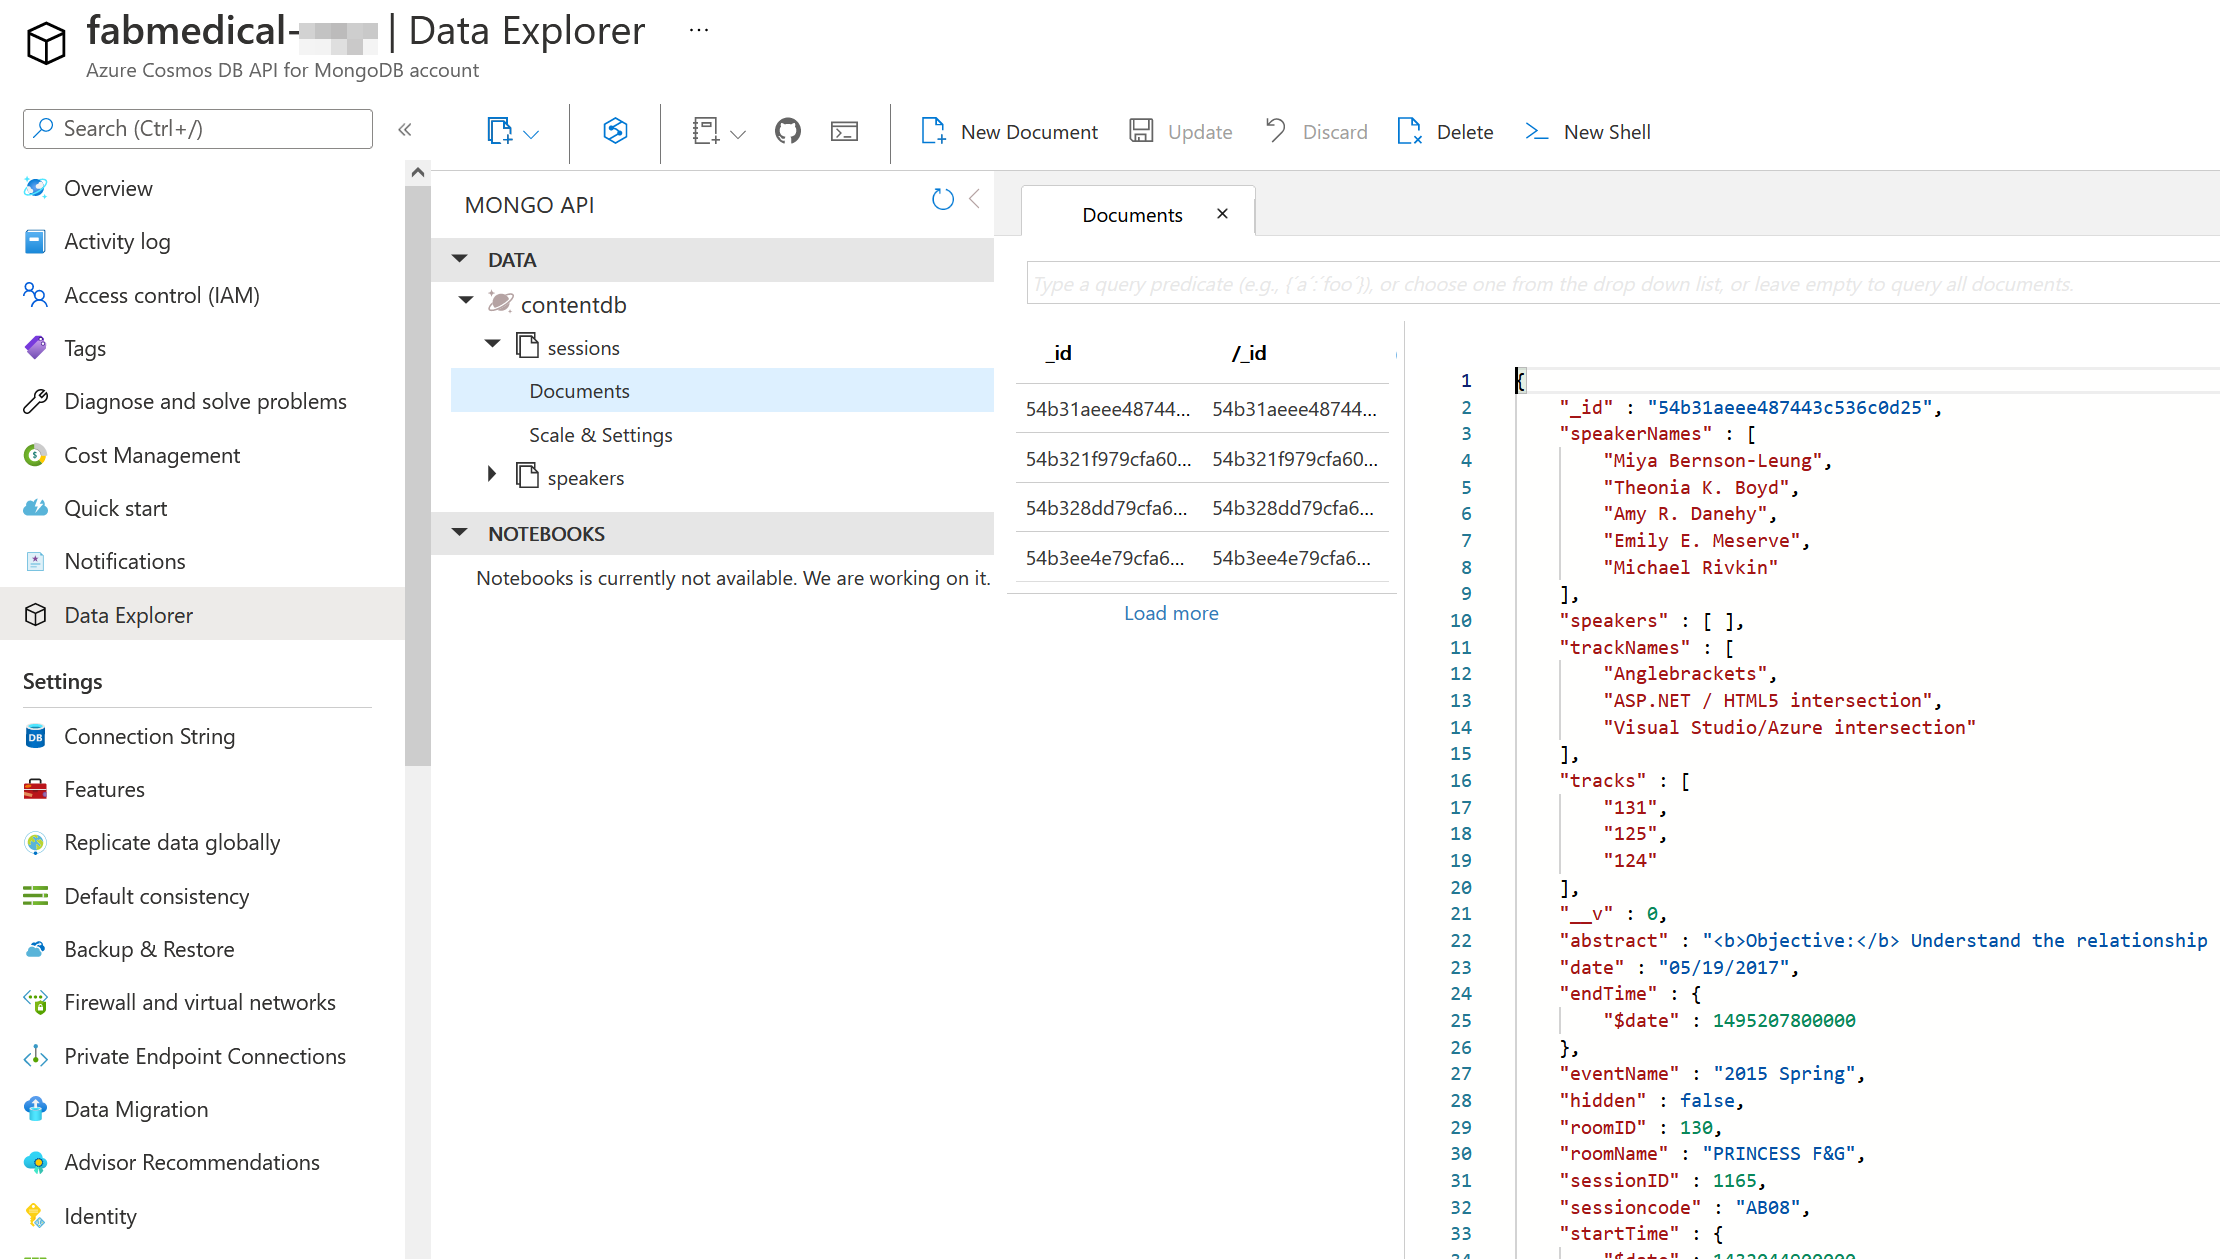 fabmedical- | Data Explorer ...
Azure Cosmos DB API for MongoDB account
Search (Ctrl+/)
«
Overview
Activity log
Access control (IAM)
Tags
Diagnose and solve problems
Cost Management
Quick start
Notifications
Data Explorer
Settings
Connection String
Features
Replicate data globally
Default consistency
Backup & Restore
Firewall and virtual networks
Private Endpoint Connections
Data Migration
Advisor Recommendations
Identity
New Document
Update
Discard
Delete
New Shell
MONGO API
DATA
contentdb
sessions
Documents
Scale & Settings
speakers
NOTEBOOKS
Notebooks is currently not available. We are working on it.
Documents
Type a query predicate (e.g., {´a´:´foo´}), or choose one from the drop down list, or leave empty to query all documents.
_id /_id
54b31aeee48744... 54b31aeee48744...
54b321f979cfa60... 54b321f979cfa60...
54b328dd79cfa6... 54b328dd79cfa6...
54b3ee4e79cfa6... 54b3ee4e79cfa6...
Load more
1 {
2 "_id" : "54b31aeee487443c536c0d25",
3 "speakerNames" : [
4 "Miya Bernson-Leung",
5 "Theonia K. Boyd",
6 "Amy R. Danehy",
7 "Emily E. Meserve",
8 "Michael Rivkin"
9 ],
10 "speakers" : [ ],
11 "trackNames" : [
12 "Anglebrackets",
13 "ASP.NET / HTML5 intersection",
14 "Visual Studio/Azure intersection"
15 ],
16 "tracks" : [
17 "131",
18 "125",
19 "124"
20 ],
21 "__v" : 0,
22 "abstract" : "<b>Objective:</b> Understand the relationship
23 "date" : "05/19/2017",
24 "endTime" : {
25 "$date" : 1495207800000
26 },
27 "eventName" : "2015 Spring",
28 "hidden" : false,
29 "roomID" : 130,
30 "roomName" : "PRINCESS F&G",
31 "sessionID" : 1165,
32 "sessioncode" : "AB08",
33 "startTime" : {
34 "$date" : 1432044900000